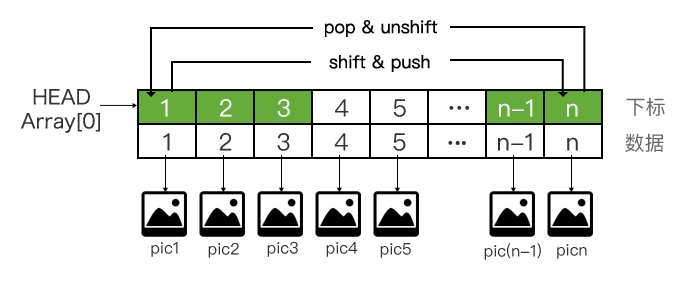 pop & unshift
shift & push
HEAD
Array[0]
1 2 3 4 5 ... n-1 n 下标
1 2 3 4 5 ... n-1 n 数据
pic1 pic2 pic3 pic4 pic5 pic(n-1) picn